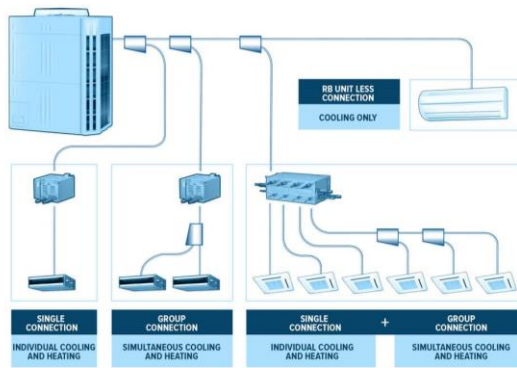 RB UNIT LESS
CONNECTION
COOLING ONLY
SINGLE
CONNECTION
INDIVIDUAL COOLING
AND HEATING
GROUP
CONNECTION
SIMULTANEOUS COOLING
AND HEATING
SINGLE
CONNECTION
+
GROUP
CONNECTION
INDIVIDUAL COOLING
AND HEATING
SIMULTANEOUS COOLING
AND HEATING